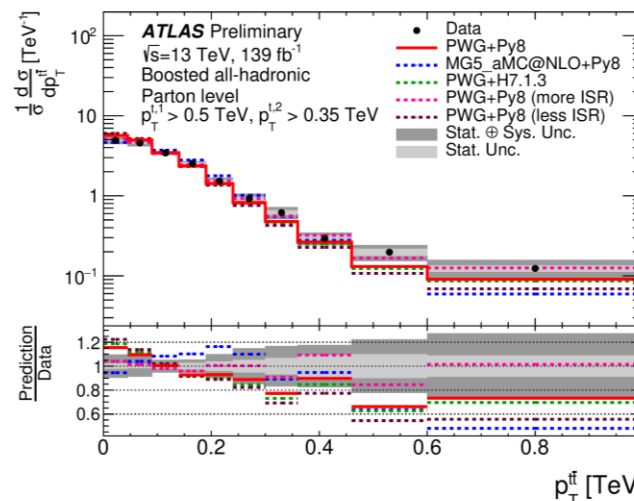 1/σ dσ/dp_T^{tt̄} [TeV⁻¹]
ATLAS Preliminary
√s=13 TeV, 139 fb⁻¹
Boosted all-hadronic
Parton level
p_T^{t,1} > 0.5 TeV, p_T^{t,2} > 0.35 TeV
Data
PWG+Py8
MG5_aMC@NLO+Py8
PWG+H7.1.3
PWG+Py8 (more ISR)
PWG+Py8 (less ISR)
Stat. ⊕ Sys. Unc.
Stat. Unc.
10³
10²
10
1
10⁻¹
Prediction
Data
1.2
1
0.8
0.6
0
0.2
0.4
0.6
0.8
p_T^{tt̄} [TeV